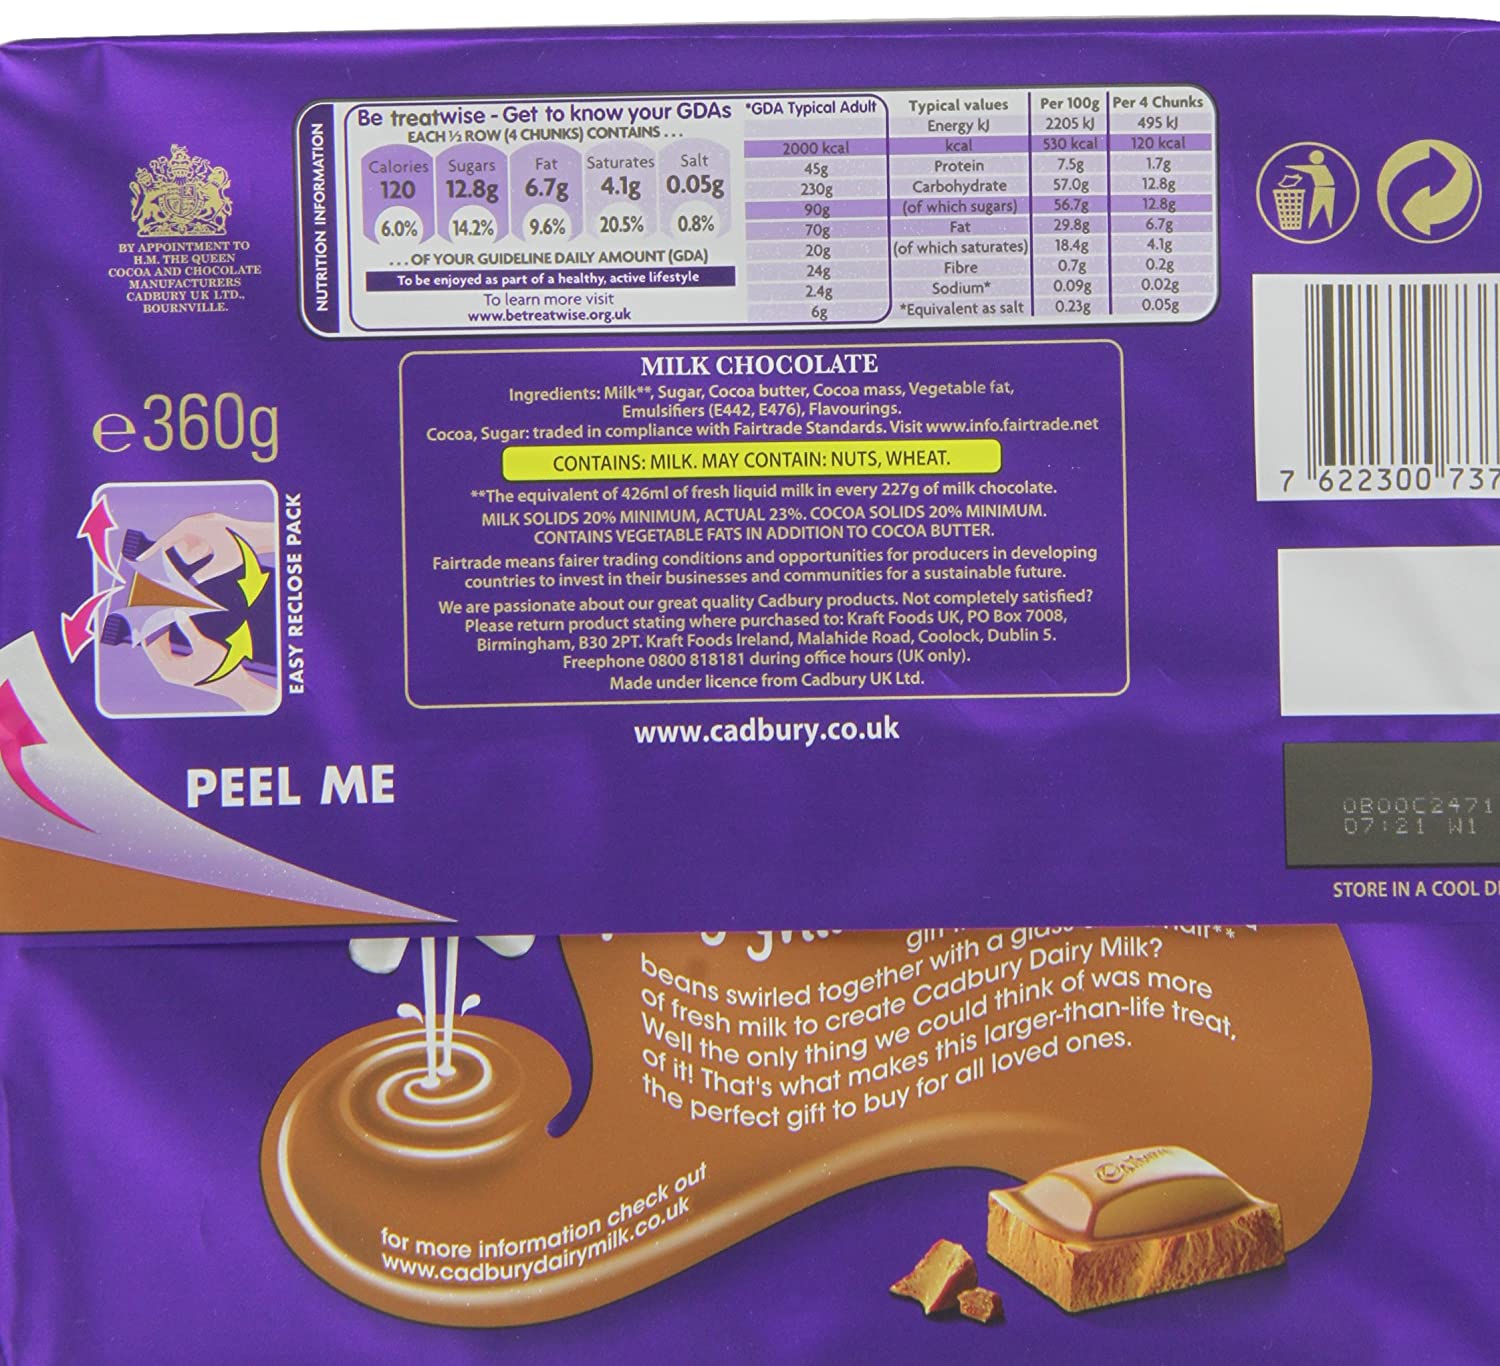 BY APPOINTMENT TO
H.M. THE QUEEN
COCOA AND CHOCOLATE
MANUFACTURERS
CADBURY UK LTD.,
BOURNVILLE.
NUTRITION INFORMATION
Be treatwise - Get to know your GDAs
EACH ½ ROW (4 CHUNKS) CONTAINS . . .
Calories Sugars Fat Saturates Salt
120 12.8g 6.7g 4.1g 0.05g
6.0% 14.2% 9.6% 20.5% 0.8%
. . . OF YOUR GUIDELINE DAILY AMOUNT (GDA)
To be enjoyed as part of a healthy, active lifestyle
To learn more visit
www.betreatwise.org.uk
*GDA Typical Adult Typical values Per 100g Per 4 Chunks
Energy kJ 2205 kJ 495 kJ
2000 kcal kcal 530 kcal 120 kcal
45g Protein 7.5g 1.7g
230g Carbohydrate 57.0g 12.8g
90g (of which sugars) 56.7g 12.8g
70g Fat 29.8g 6.7g
20g (of which saturates) 18.4g 4.1g
24g Fibre 0.7g 0.2g
2.4g Sodium* 0.09g 0.02g
6g *Equivalent as salt 0.23g 0.05g
e360g
EASY RECLOSE PACK
PEEL ME
MILK CHOCOLATE
Ingredients: Milk**, Sugar, Cocoa butter, Cocoa mass, Vegetable fat,
Emulsifiers (E442, E476), Flavourings.
Cocoa, Sugar: traded in compliance with Fairtrade Standards. Visit www.info.fairtrade.net
CONTAINS: MILK. MAY CONTAIN: NUTS, WHEAT.
**The equivalent of 426ml of fresh liquid milk in every 227g of milk chocolate.
MILK SOLIDS 20% MINIMUM, ACTUAL 23%. COCOA SOLIDS 20% MINIMUM.
CONTAINS VEGETABLE FATS IN ADDITION TO COCOA BUTTER.
Fairtrade means fairer trading conditions and opportunities for producers in developing
countries to invest in their businesses and communities for a sustainable future.
We are passionate about our great quality Cadbury products. Not completely satisfied?
Please return product stating where purchased to: Kraft Foods UK, PO Box 7008,
Birmingham, B30 2PT. Kraft Foods Ireland, Malahide Road, Coolock, Dublin 5.
Freephone 0800 818181 during office hours (UK only).
Made under licence from Cadbury UK Ltd.
www.cadbury.co.uk
7 622300 737
OB00C2471
07:21 W1
STORE IN A COOL
beans swirled together with a
of fresh milk to create Cadbury Dairy Milk?
Well the only thing we could think of was more
of it! That's what makes this larger-than-life treat,
the perfect gift to buy for all loved ones.
for more information check out
www.cadburydairymilk.co.uk
Cadbury